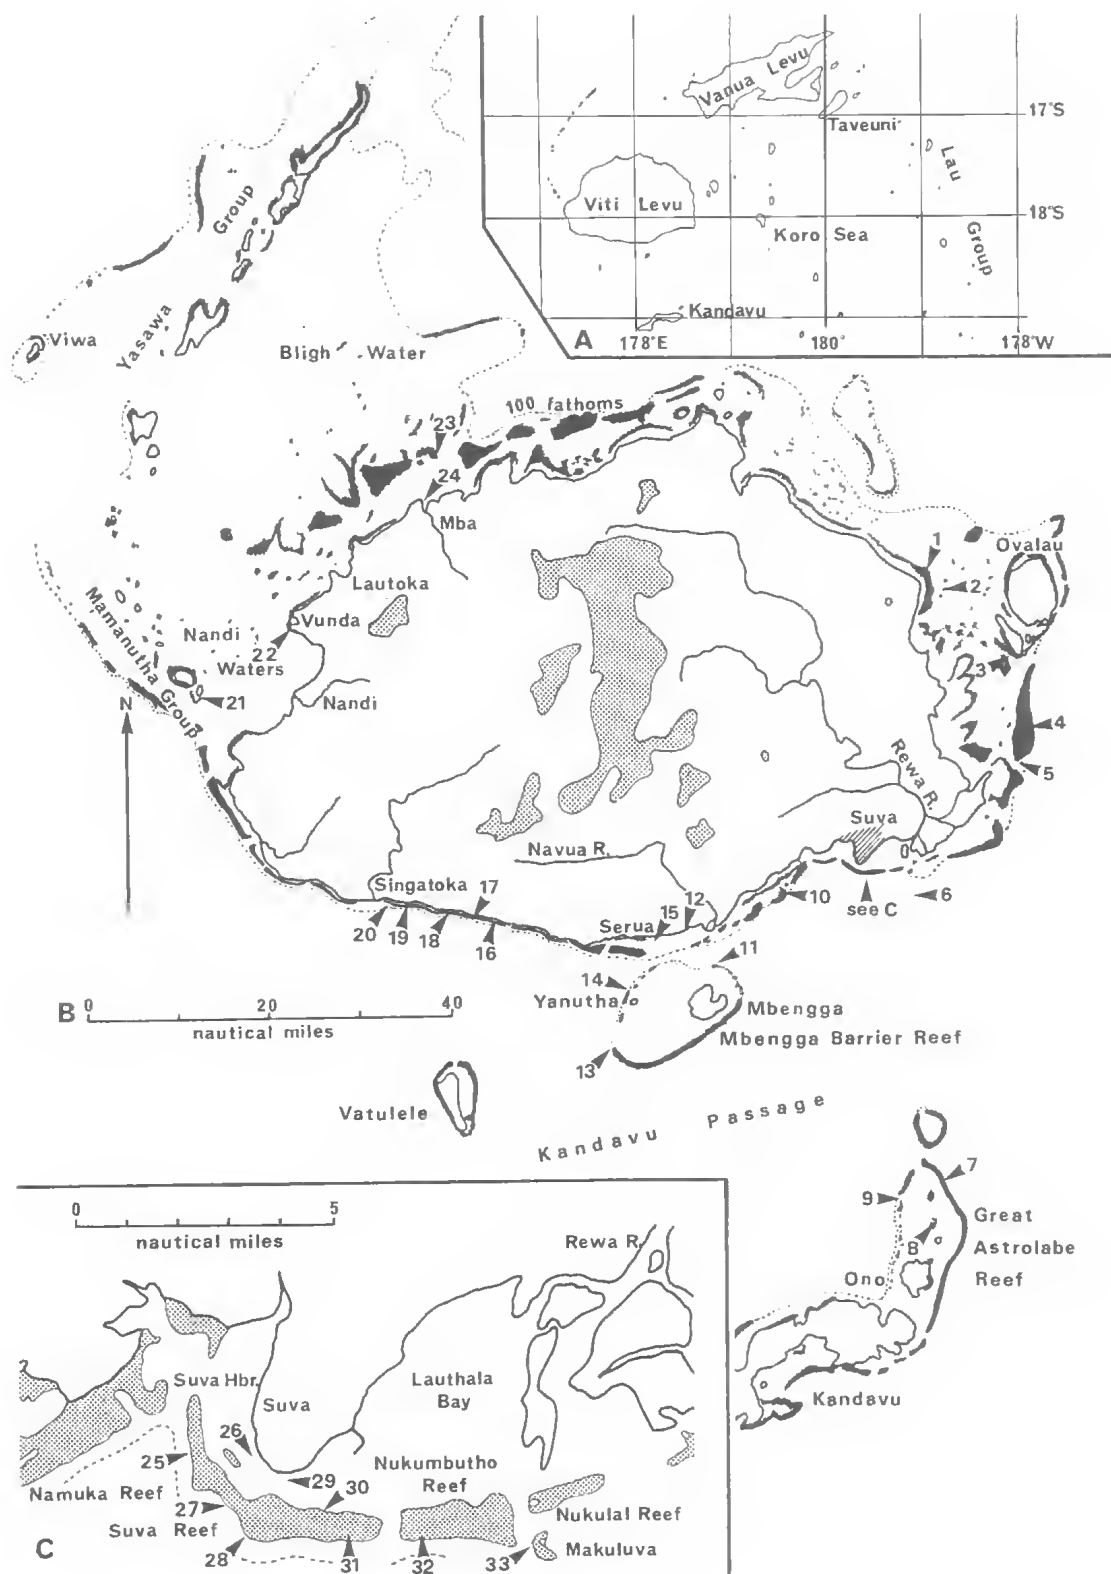 Vanua Levu
17°S
Taveuni
Lau
Group
Viti Levu
18°S
Koro Sea
Kandavu
A
178°E
180°
178°W
Yasawa Group
Viwa
Bligh Water
100 fathoms
23
24
Mba
1
Ovalau
2
Lautoka
Mamanutha Group
Nandi
Waters
Vunda
22
3
N
21
Nandi
4
5
Rewa R.
Suva
Navua R.
Singatoka
17
12
10
see C
6
20
19
18
16
Serua
15
11
14
B
0
20
40
nautical miles
Yanutha
Mbengga
Mbengga Barrier Reef
13
Vatulele
Kandavu Passage
7
9
8
Great
Astrolabe
Reef
Ono
Kandavu
0
5
nautical miles
Rewa R.
Suva Hbr.
Suva
Lauthala
Bay
26
25
29
30
Nukumbutho
Reef
Namuka Reef
27
Suva Reef
28
31
32
33
Nukulal Reef
Makuluva
C